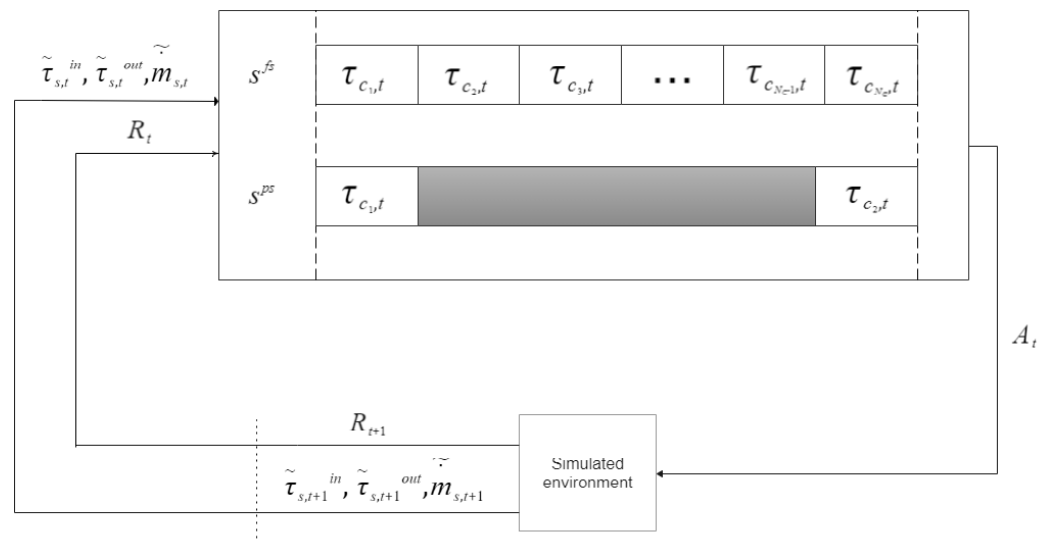 τ̃_{s,t}^{in}, τ̃_{s,t}^{out}, ṁ̃_{s,t}
s^{fs} τ_{c_1,t} τ_{c_2,t} τ_{c_3,t} ... τ_{c_{N_c-1},t} τ_{c_{N_c},t}
R_t
s^{ps} τ_{c_1,t} τ_{c_2,t}
A_t
R_{t+1}
Simulated
environment
τ̃_{s,t+1}^{in}, τ̃_{s,t+1}^{out}, ṁ̃_{s,t+1}